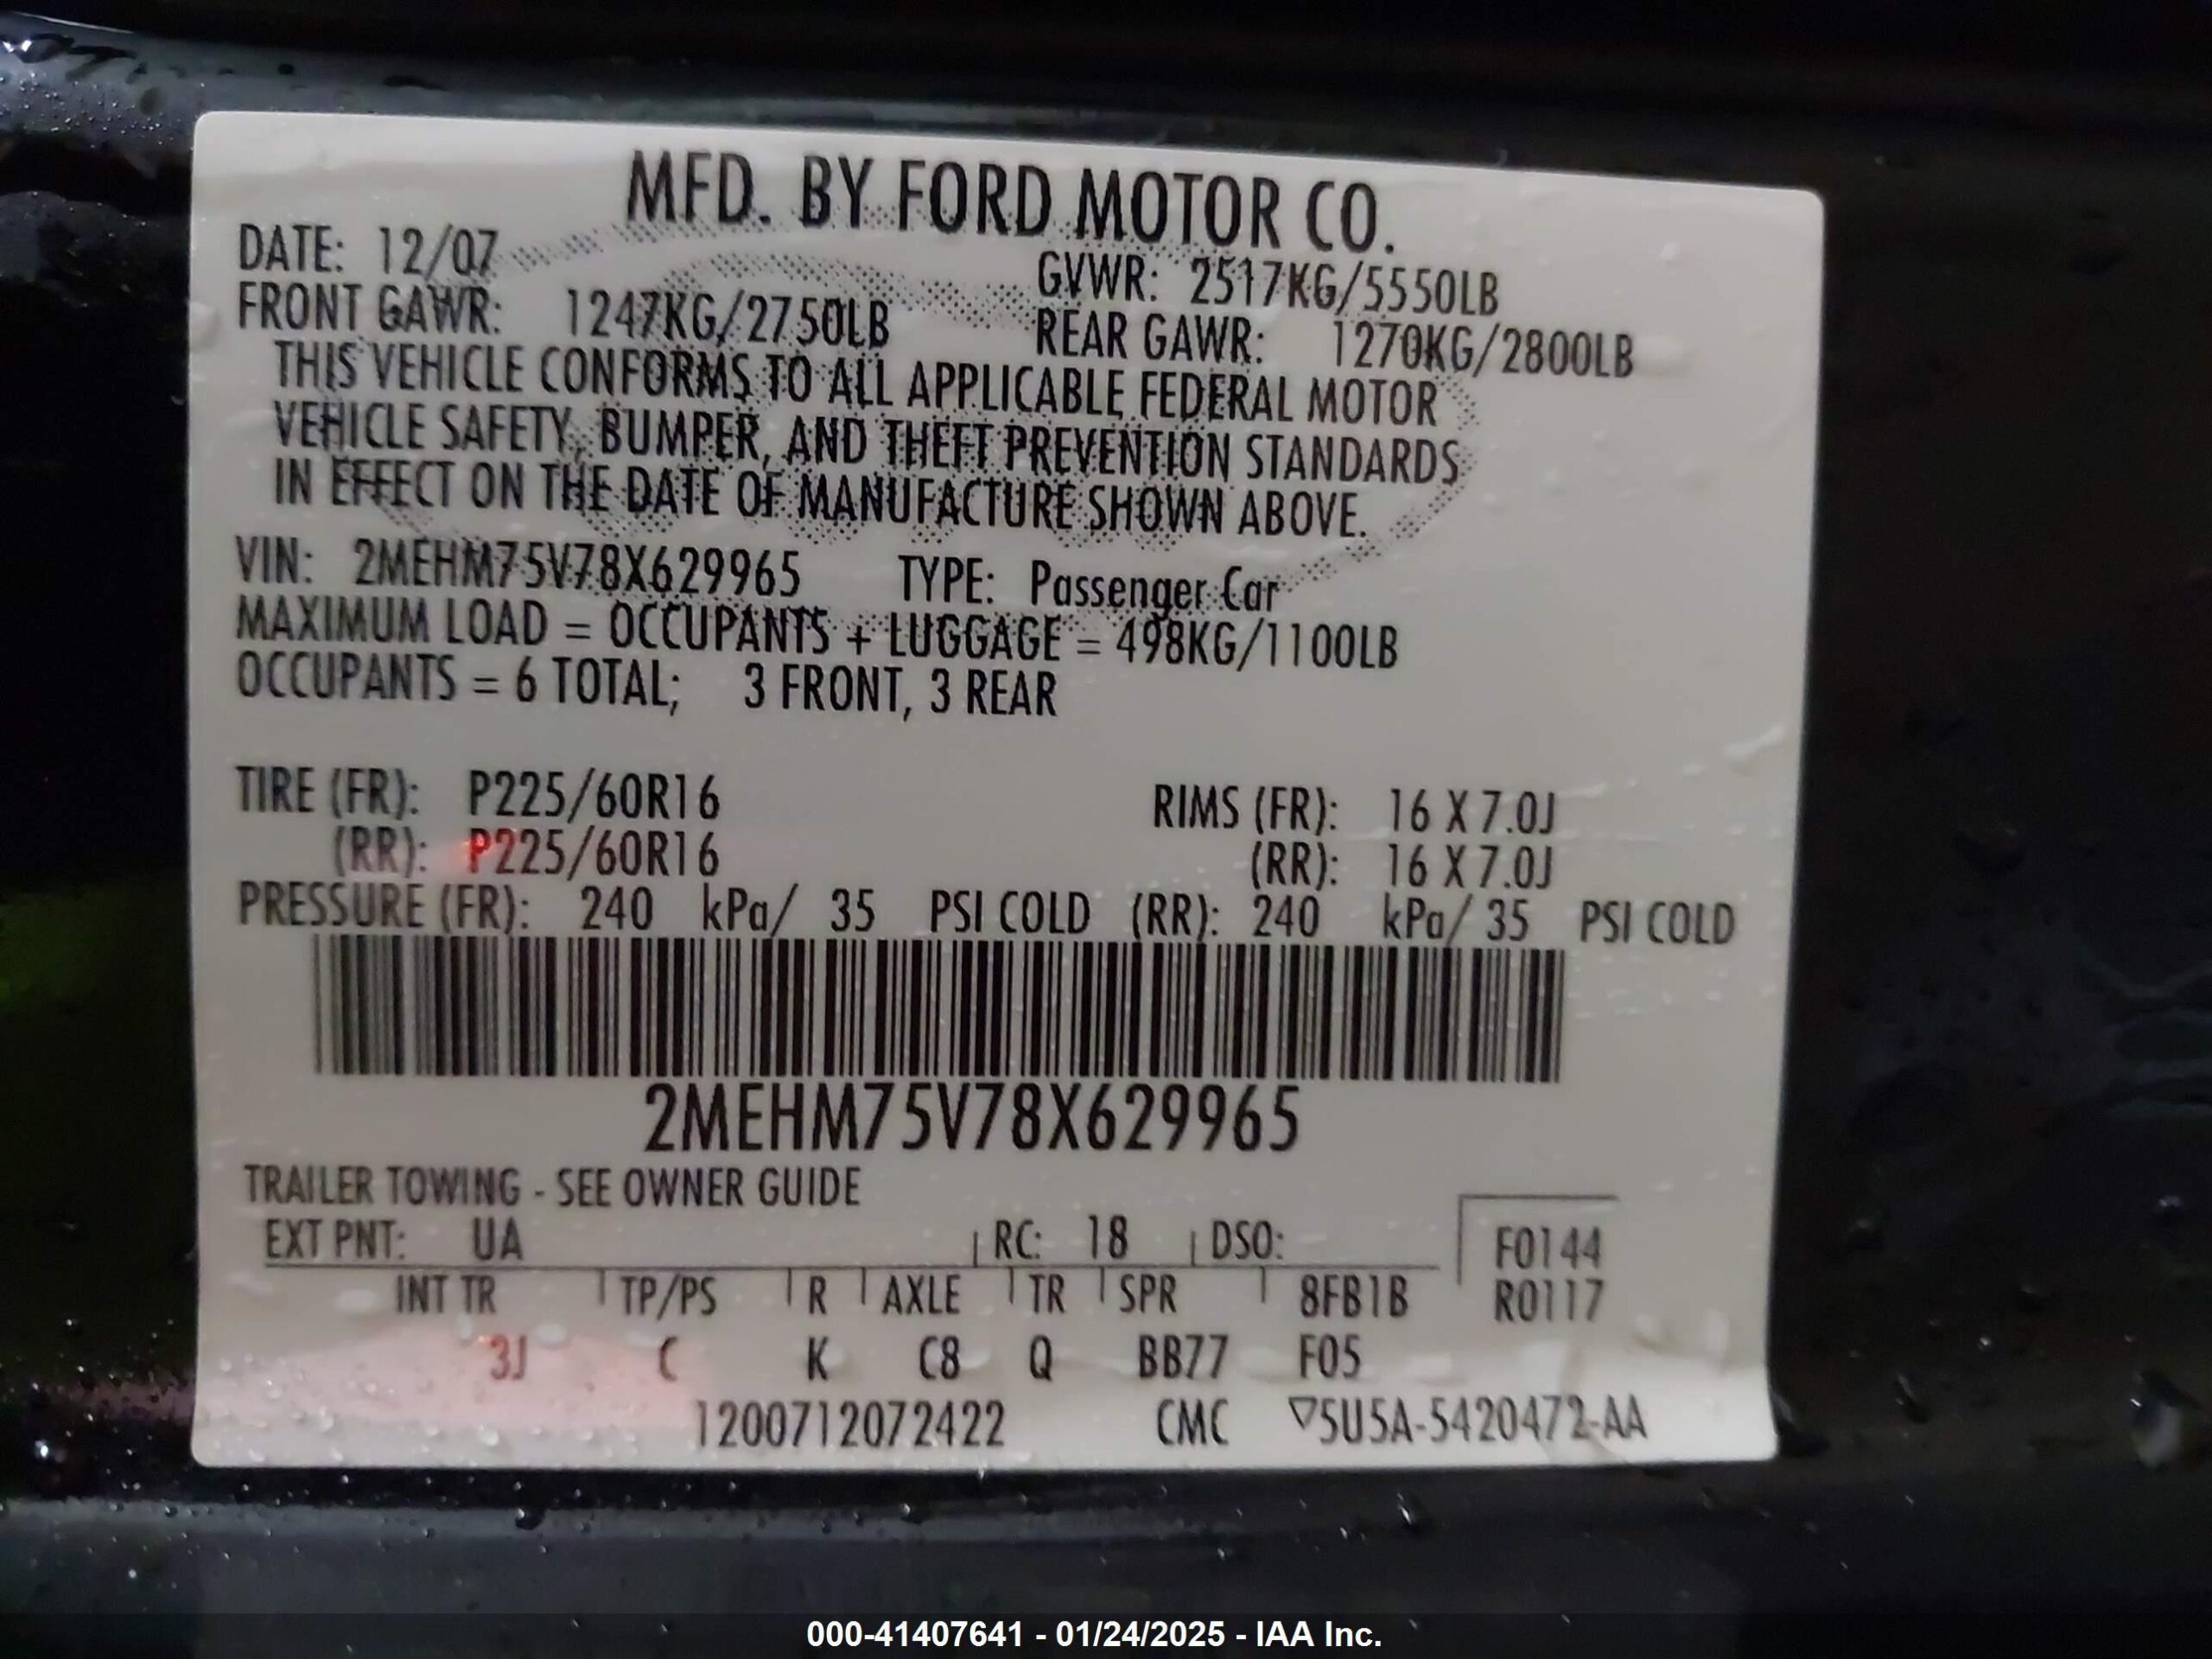 MFD. BY FORD MOTOR CO.
DATE: 12/07 GVWR: 2517KG/5550LB
FRONT GAWR: 1247KG/2750LB REAR GAWR: 1270KG/2800LB
THIS VEHICLE CONFORMS TO ALL APPLICABLE FEDERAL MOTOR
VEHICLE SAFETY, BUMPER, AND THEFT PREVENTION STANDARDS
IN EFFECT ON THE DATE OF MANUFACTURE SHOWN ABOVE.
VIN: 2MEHM75V78X629965 TYPE: Passenger Car
MAXIMUM LOAD = OCCUPANTS + LUGGAGE = 498KG/1100LB
OCCUPANTS = 6 TOTAL; 3 FRONT, 3 REAR
TIRE (FR): P225/60R16 RIMS (FR): 16 X 7.0J
(RR): P225/60R16 (RR): 16 X 7.0J
PRESSURE (FR): 240 kPa/ 35 PSI COLD (RR): 240 kPa/ 35 PSI COLD
2MEHM75V78X629965
TRAILER TOWING - SEE OWNER GUIDE
EXT PNT: UA RC: 18 DSO: F0144
INT TR TP/PS R AXLE TR SPR 8FB1B R0117
3J C K C8 Q BB77 F05
1200712072422 CMC ▽5U5A-5420472-AA
000-41407641 - 01/24/2025 - IAA Inc.